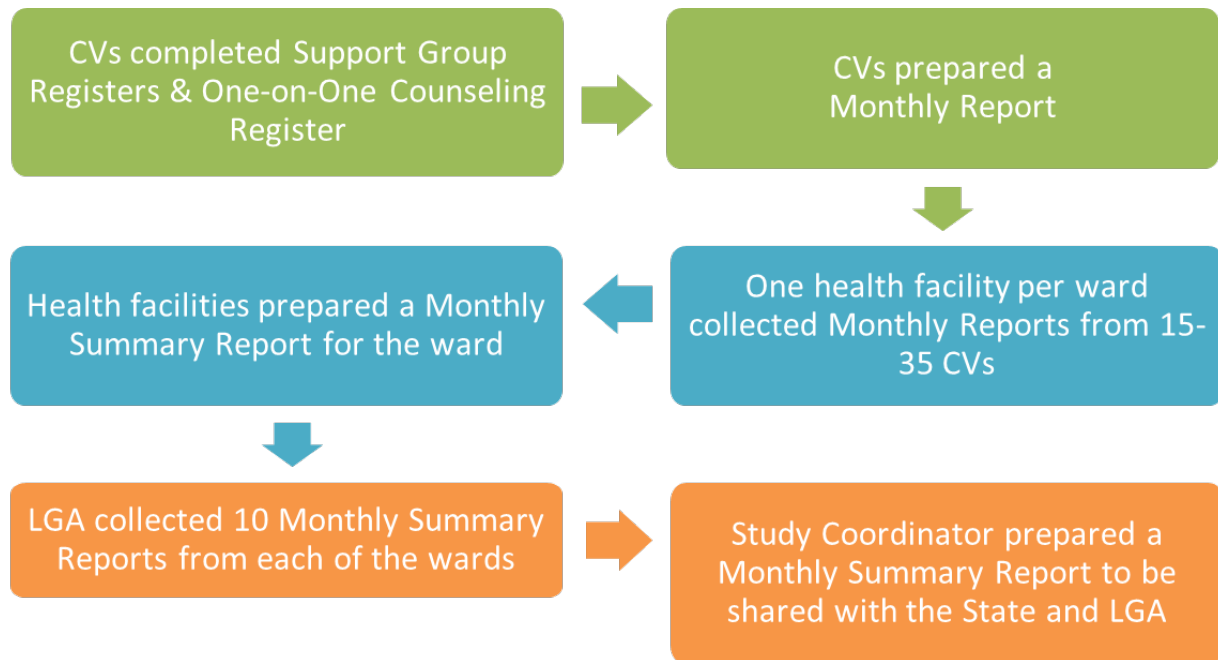 CVs completed Support Group
Registers & One-on-One Counseling
Register
CVs prepared a
Monthly Report
One health facility per ward
collected Monthly Reports from 15-
35 CVs
Health facilities prepared a Monthly
Summary Report for the ward
LGA collected 10 Monthly Summary
Reports from each of the wards
Study Coordinator prepared a
Monthly Summary Report to be
shared with the State and LGA